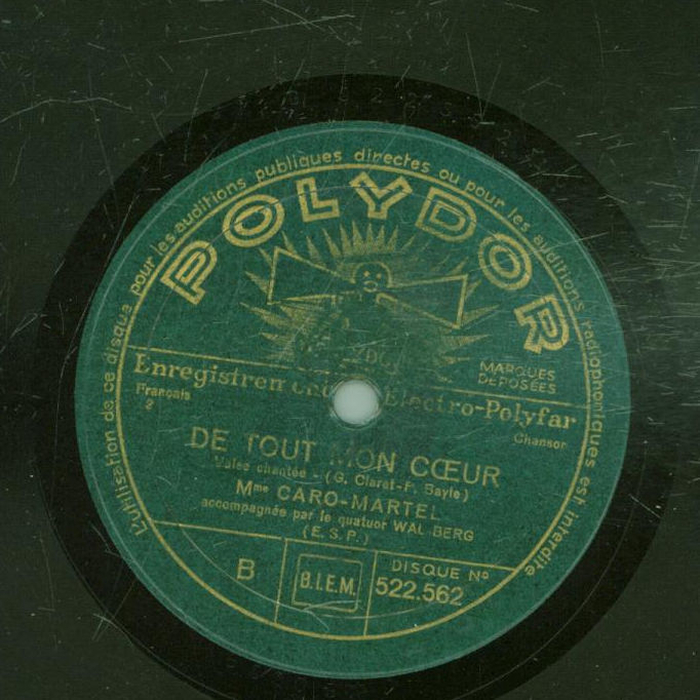 L'utilisation de ce disque pour les auditions publiques directes ou pour les auditions radiophoniques est interdite
POLYDOR
MARQUES
DEPOSÉES
Electro-Polyfar
Français
2
Chanson
DE TOUT MON CŒUR
Valse chantée - (G. Claret-P. Bayle)
Mme CARO-MARTEL
accompagnée par le quatuor WAL-BERG
(E.S.P.)
B
B.I.E.M.
DISQUE No
522.562